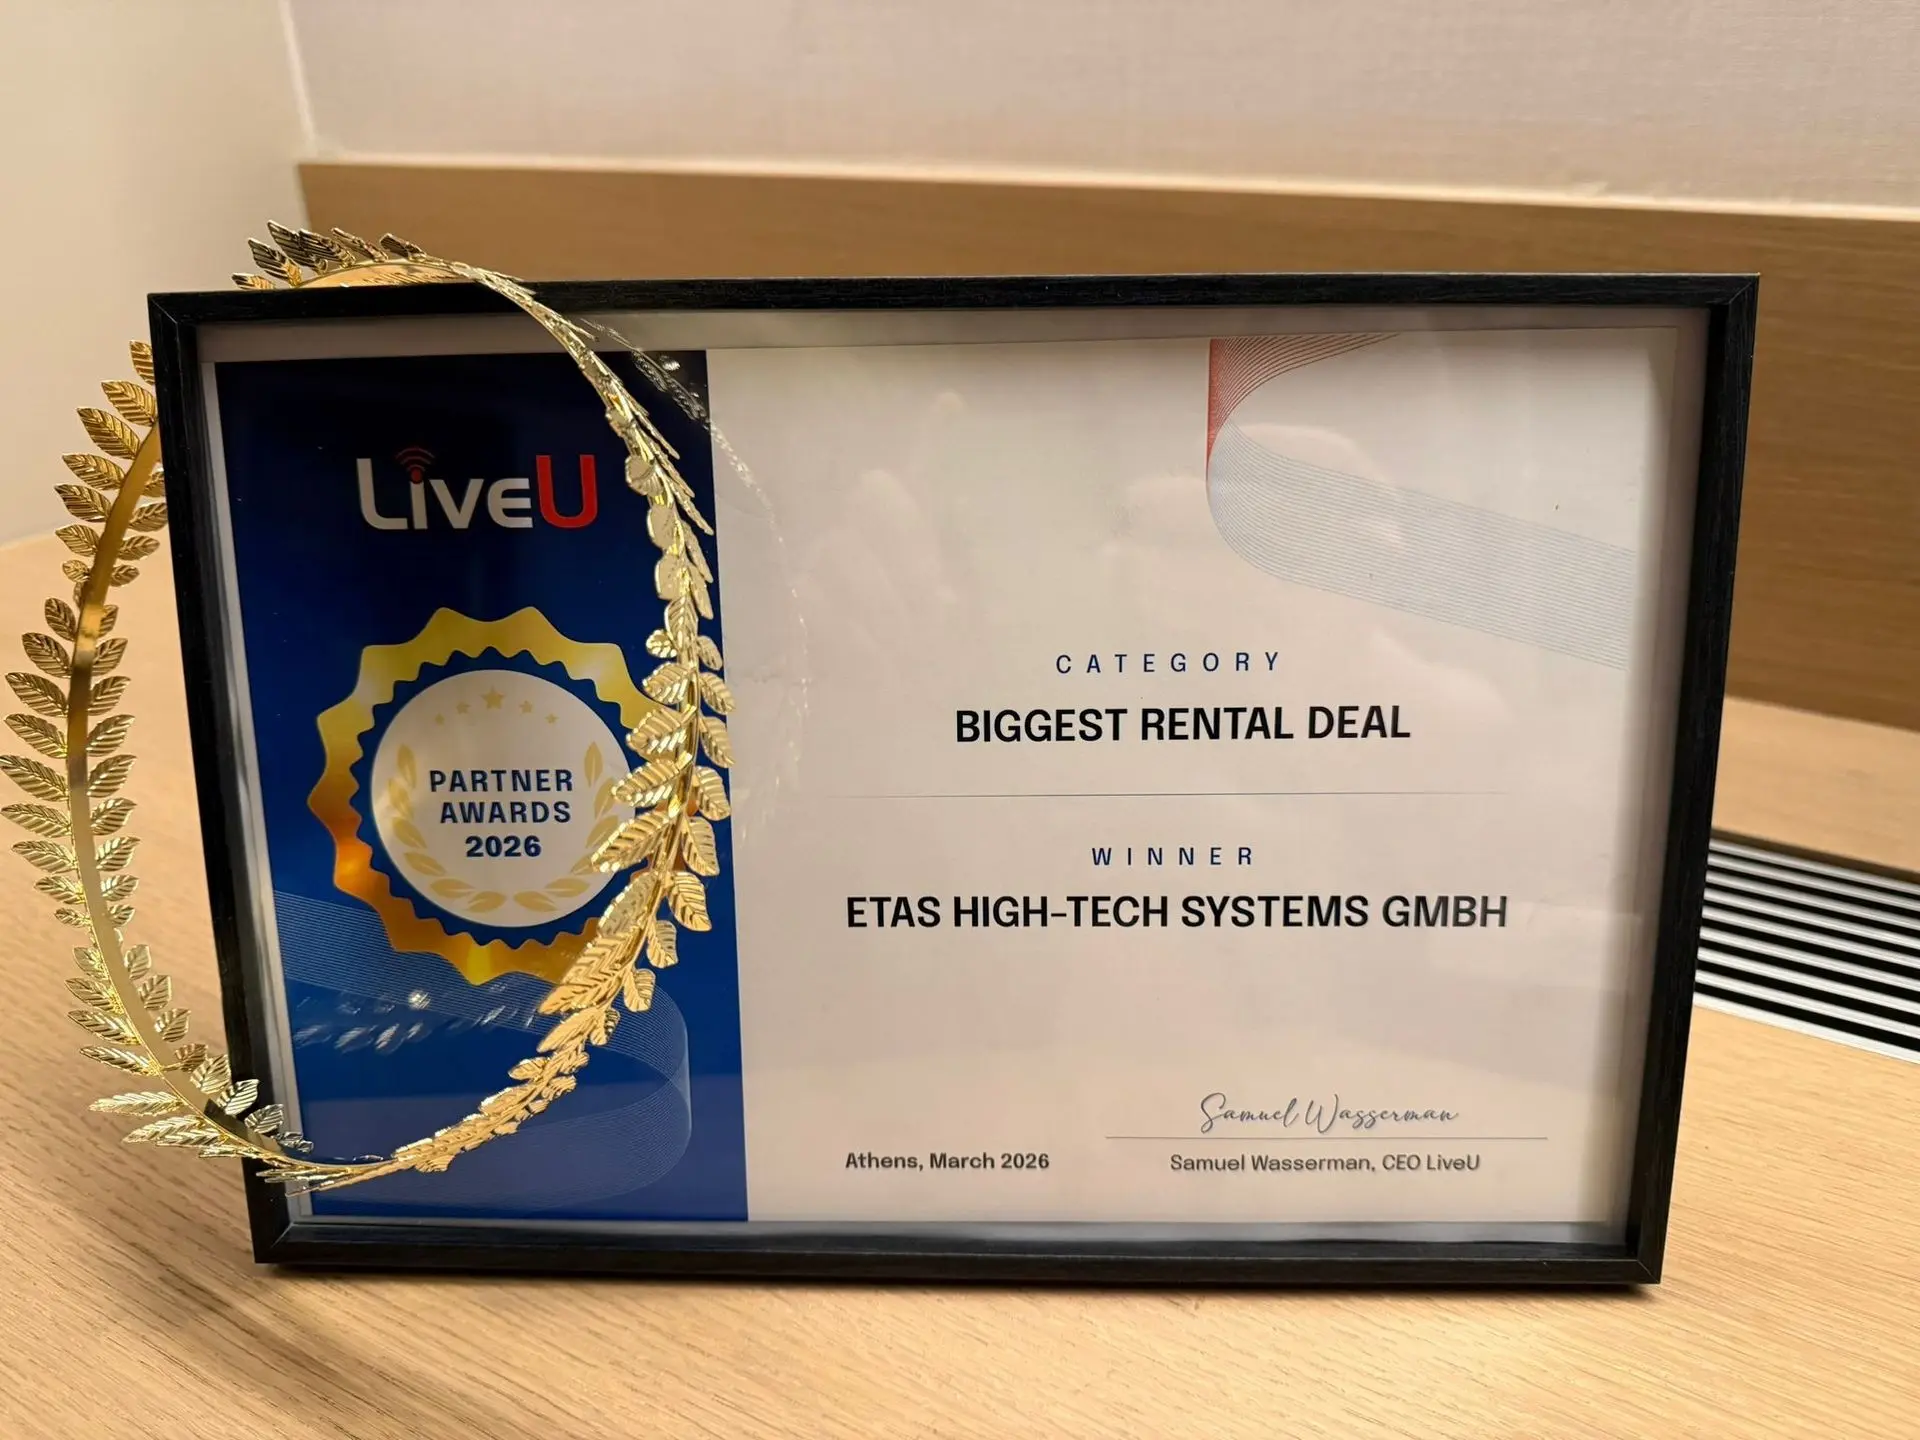 LiveU
PARTNER
AWARDS
2026
CATEGORY
BIGGEST RENTAL DEAL
WINNER
ETAS HIGH-TECH SYSTEMS GMBH
Samuel Wasserman
Athens, March 2026
Samuel Wasserman, CEO LiveU